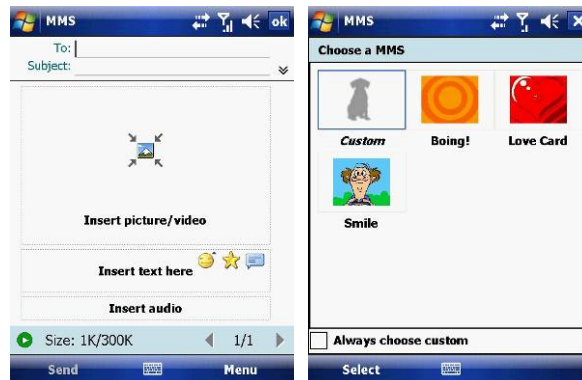 MMS
ok
To:
Subject:
Insert picture/video
Insert text here
Insert audio
Size: 1K/300K
1/1
Send
Menu
MMS
Choose a MMS
Custom
Boing!
Love Card
Smile
Always choose custom
Select